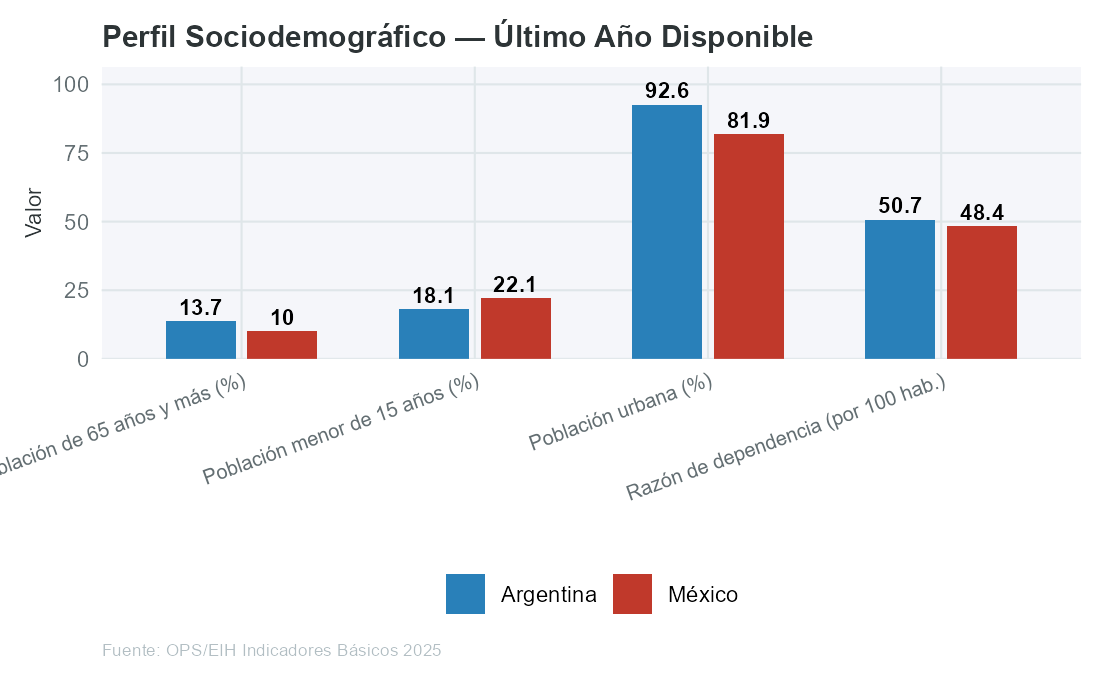 Perfil Sociodemográfico — Último Año Disponible
Valor
100
75
50
25
0
13.7
10
18.1
22.1
92.6
81.9
50.7
48.4
blación de 65 años y más (%)
Población menor de 15 años (%)
Población urbana (%)
Razón de dependencia (por 100 hab.)
Argentina
México
Fuente: OPS/EIH Indicadores Básicos 2025